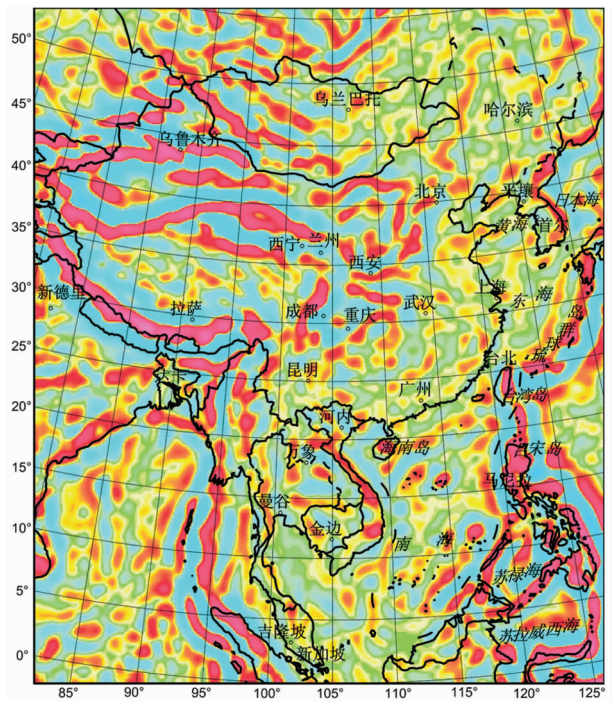 50°
乌兰巴托
哈尔滨
45°
乌鲁木齐
40°
北京
平壤
日本海
35°
黄海
首尔
西宁
兰州
西安
30°
新德里
拉萨
成都
重庆
武汉
上海
东海
琉球群岛
25°
昆明
台北
广州
台湾岛
20°
河内
万象
海南岛
吕宋岛
15°
曼谷
马尼拉
金边
10°
南海
5°
苏禄海
吉隆坡
苏拉威西海
0°
新加坡
85°
90°
95°
100°
105°
110°
115°
120°
125°